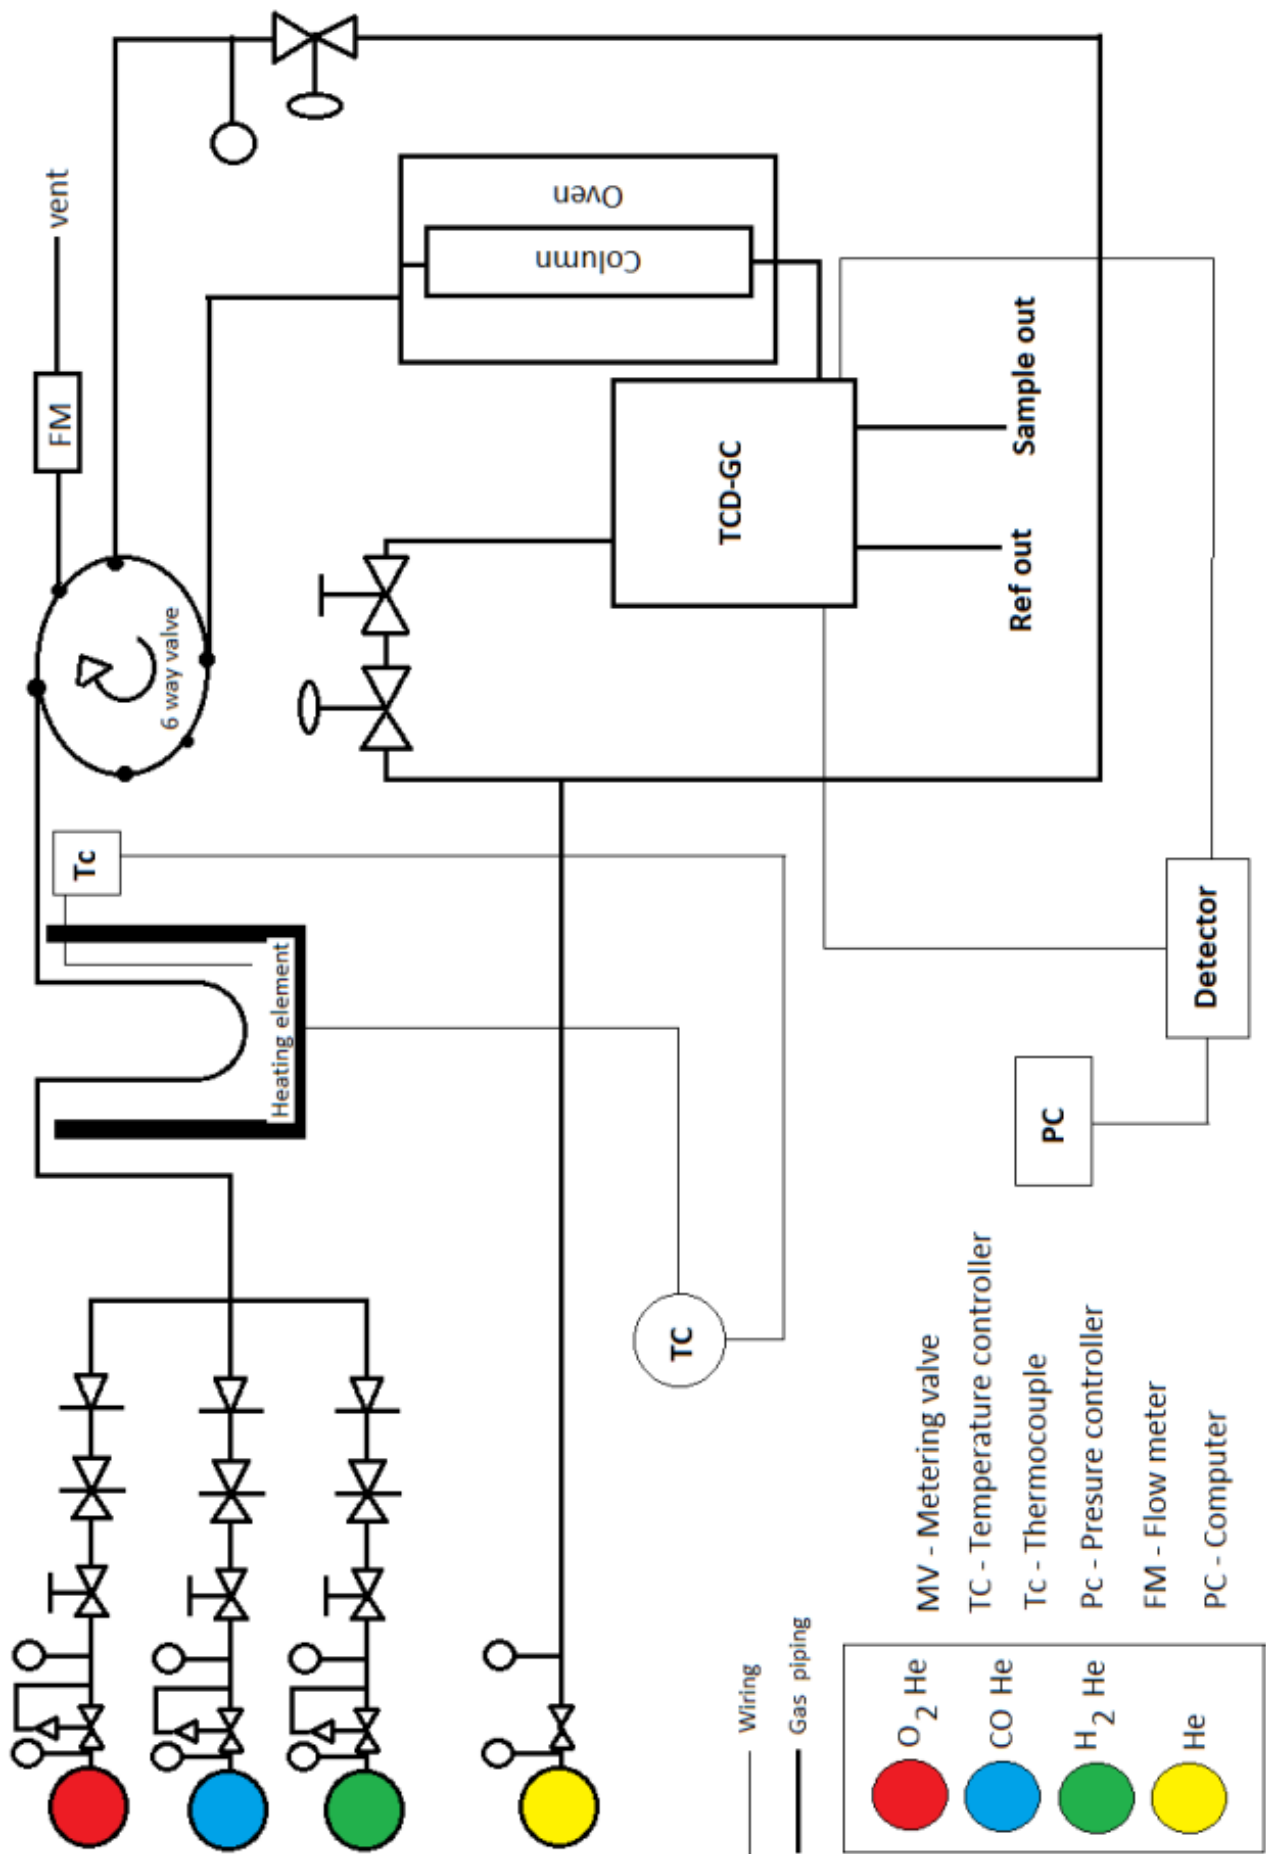 vent
FM
6 way valve
Oven
Column
TCD-GC
Sample out
Ref out
Tc
Heating element
Detector
PC
TC
MV - Metering valve
TC - Temperature controller
Tc - Thermocouple
Pc - Presure controller
FM - Flow meter
PC - Computer
Wiring
Gas piping
O2 He
CO He
H2 He
He